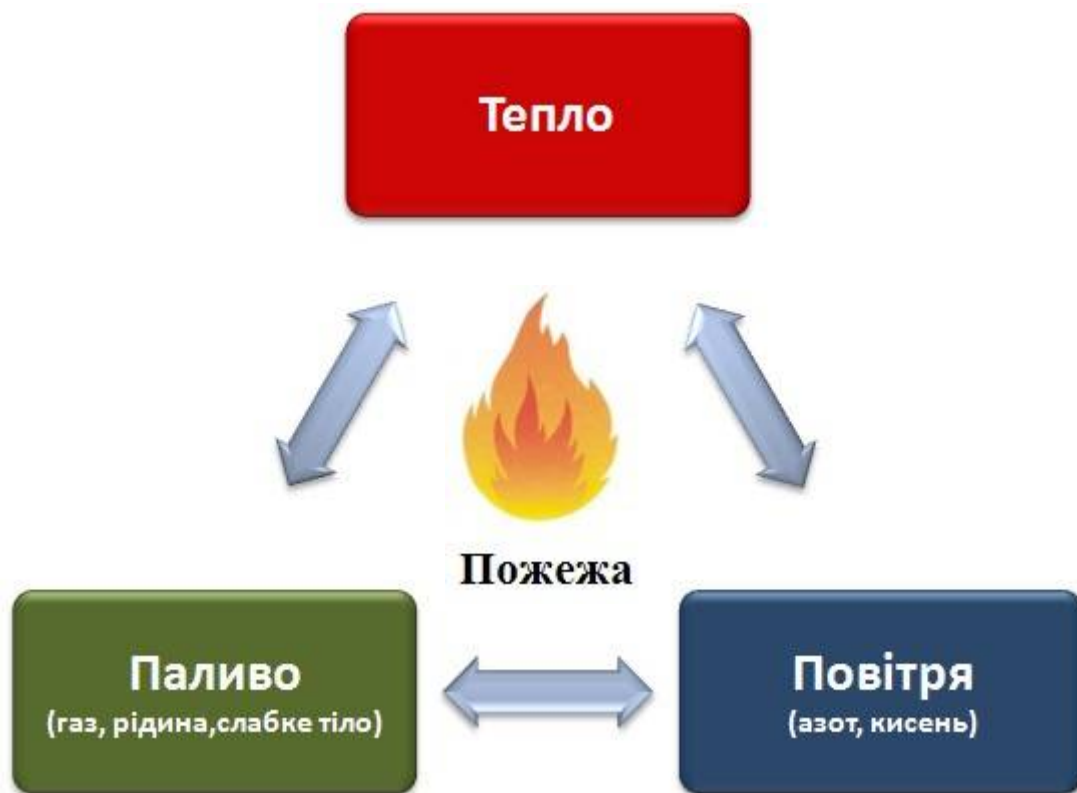 Тепло
Пожежа
Паливо
(газ, рідина,слабке тіло)
Повітря
(азот, кисень)